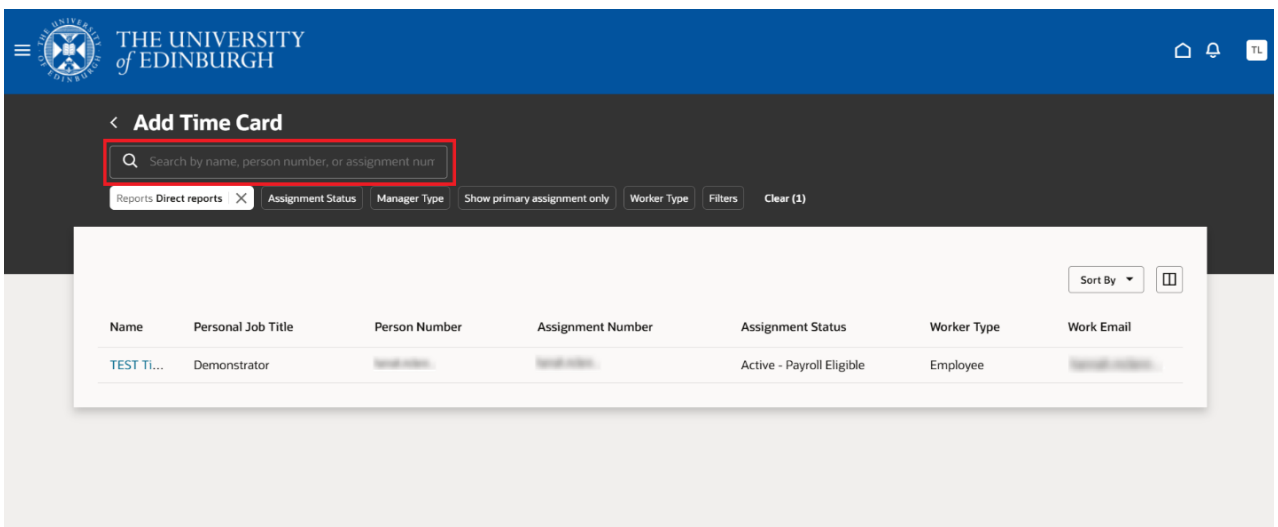 THE UNIVERSITY
of EDINBURGH
TL
Add Time Card
Search by name, person number, or assignment num
Reports Direct reports Assignment Status Manager Type Show primary assignment only Worker Type Filters Clear (1)
Sort By
Name Personal Job Title Person Number Assignment Number Assignment Status Worker Type Work Email
TEST Ti... Demonstrator Active - Payroll Eligible Employee